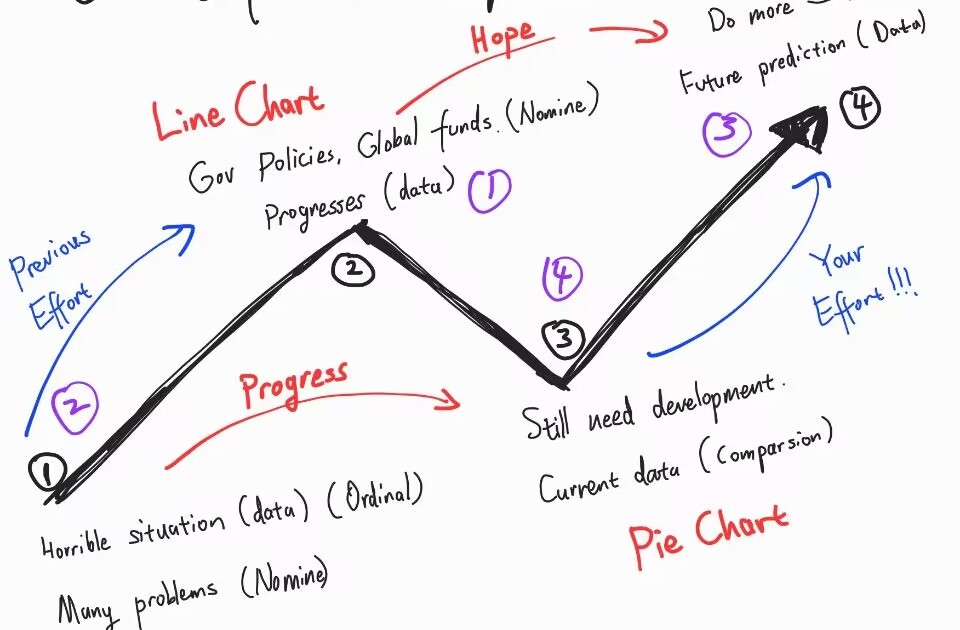 Hope
Do more
Future prediction (Data)
Line Chart
3
4
Gov Policies, Global funds. (Nomine)
Progresses (data)
1
Previous
Effort
2
4
Your
Effort!!!
3
2
Progress
1
Still need development.
Current data (Comparsion)
Horrible situation (data) (Ordinal)
Pie Chart
Many problems (Nomine)